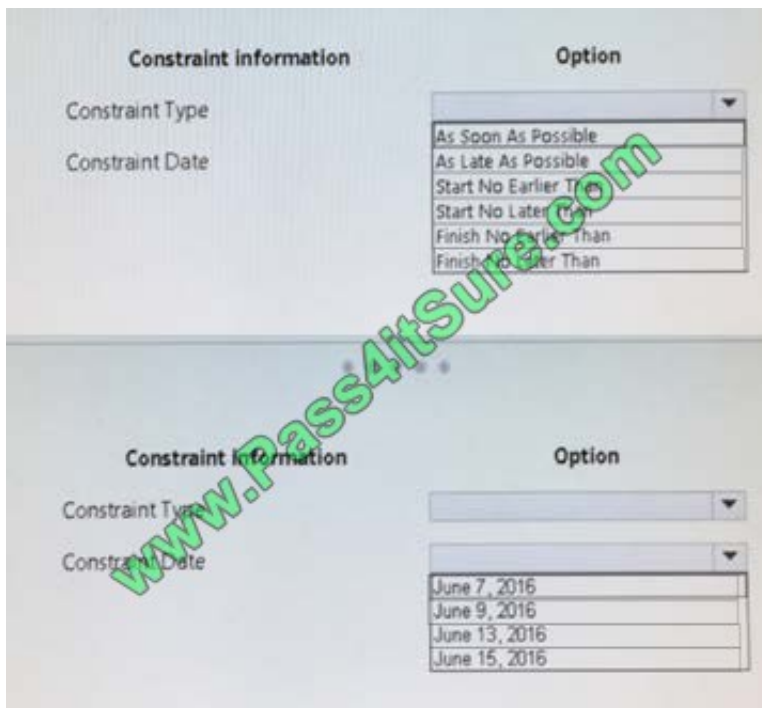 Constraint information Option
Constraint Type
As Soon As Possible
Constraint Date
As Late As Possible
Start No Earlier Than
Start No Later Than
Finish No Earlier Than
Finish No Later Than
www.Pass4itSure.com
Constraint information Option
Constraint Type
Constraint Date
June 7, 2016
June 9, 2016
June 13, 2016
June 15, 2016